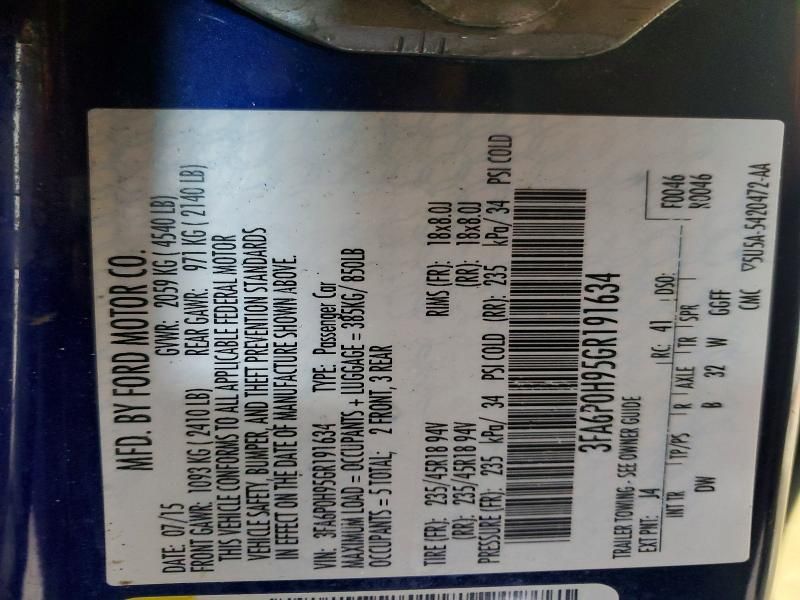 MFD. BY FORD MOTOR CO.
DATE: 07/15 GVWR: 2059 KG ( 4540 LB)
FRONT GAWR: 1093 KG ( 2410 LB) REAR GAWR: 971 KG ( 2140 LB)
THIS VEHICLE CONFORMS TO ALL APPLICABLE FEDERAL MOTOR
VEHICLE SAFETY, BUMPER, AND THEFT PREVENTION STANDARDS
IN EFFECT ON THE DATE OF MANUFACTURE SHOWN ABOVE.
VIN: 3FA6P0H95GR191634 TYPE: Passenger Car
MAXIMUM LOAD = OCCUPANTS + LUGGAGE = 385KG/ 850LB
OCCUPANTS = 5 TOTAL; 2 FRONT, 3 REAR
TIRE (FR): 235/45R18 94V RIMS (FR): 18x8.0J
(RR): 235/45R18 94V (RR): 18x8.0J
PRESSURE (FR): 235 kPa/ 34 PSI COLD (RR): 235 kPa/ 34 PSI COLD
3FA6P0H95GR191634
TRAILER TOWING - SEE OWNER GUIDE F0046
EXT PNT: J4 RC: 41 DSO: X0046
INT TR TP/PS R AXLE TR SPR
DW B 32 W GGFF
CMC ▽5U5A-5420472-AA